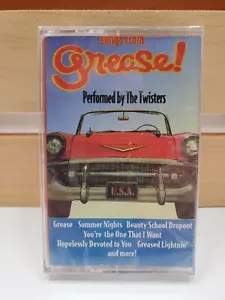 Songs from
Grease!
Performed by The Twisters
U.S.A.
Grease Summer Nights Beauty School Dropout
You're the One That I Want
Hopelessly Devoted to You Greased Lightnin'
and more!